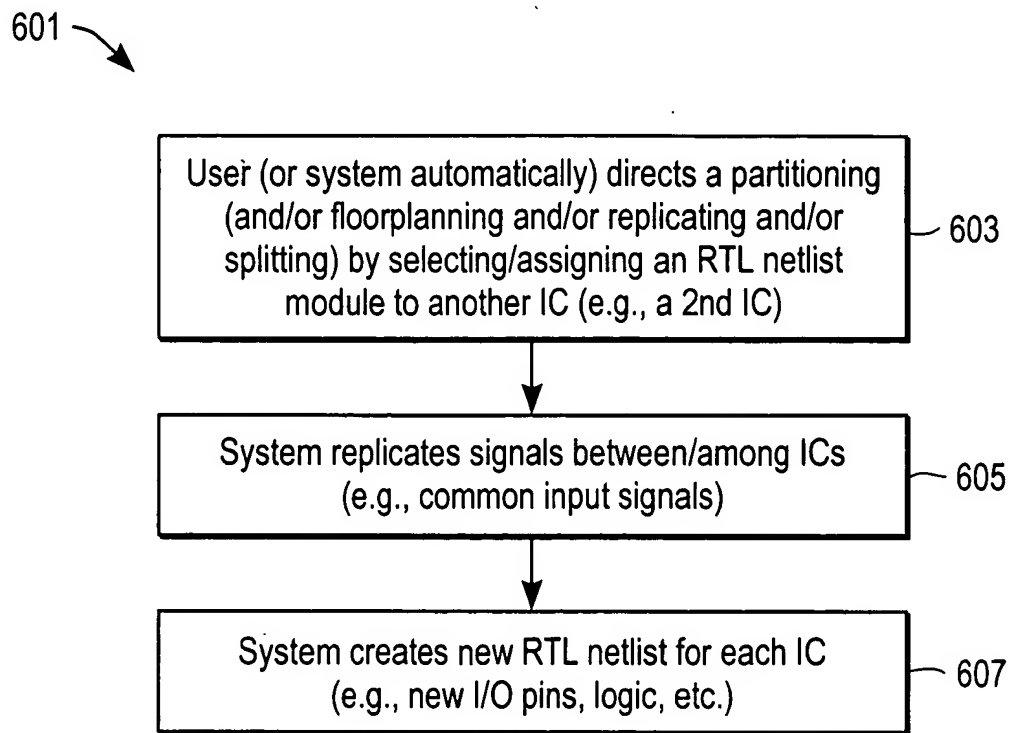 601
User (or system automatically) directs a partitioning
(and/or floorplanning and/or replicating and/or
splitting) by selecting/assigning an RTL netlist
module to another IC (e.g., a 2nd IC)
603
System replicates signals between/among ICs
(e.g., common input signals)
605
System creates new RTL netlist for each IC
(e.g., new I/O pins, logic, etc.)
607